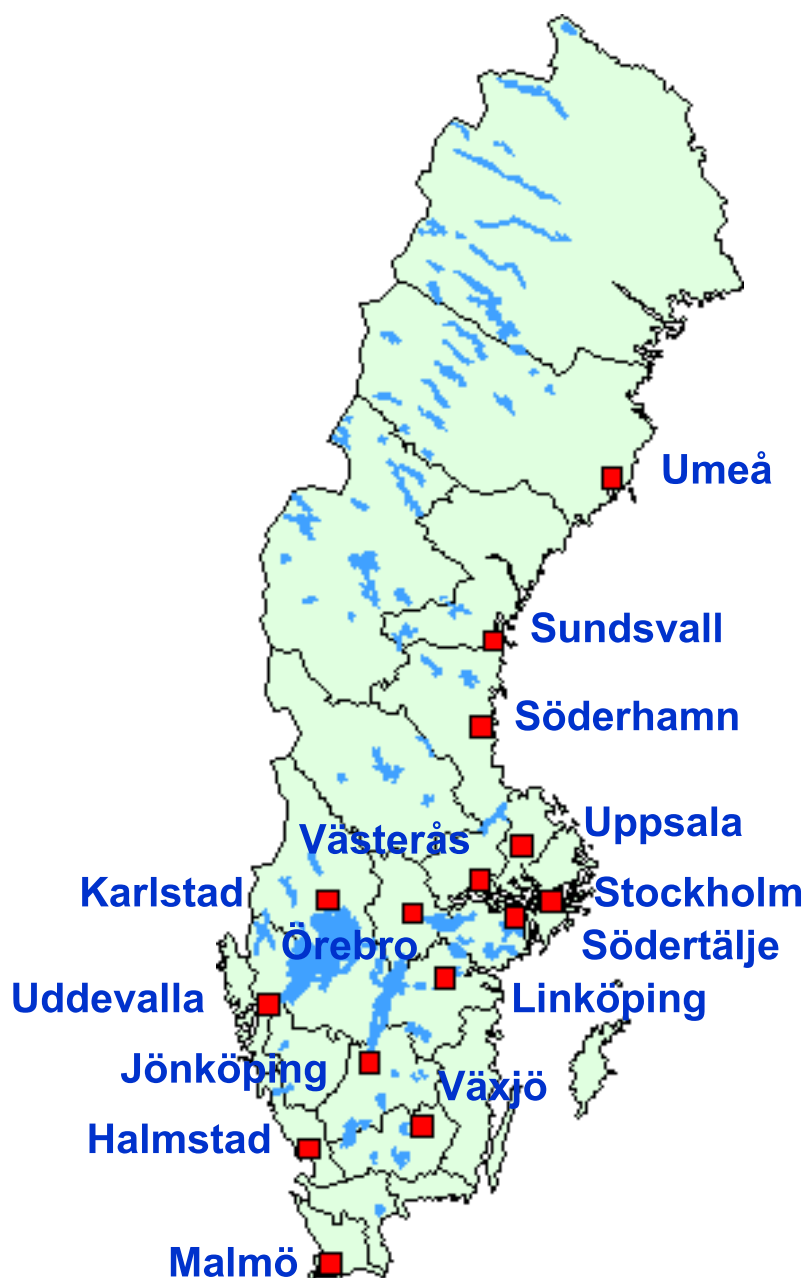 Umeå
Sundsvall
Söderhamn
Uppsala
Västerås
Karlstad
Stockholm
Örebro
Södertälje
Uddevalla
Linköping
Jönköping
Växjö
Halmstad
Malmö